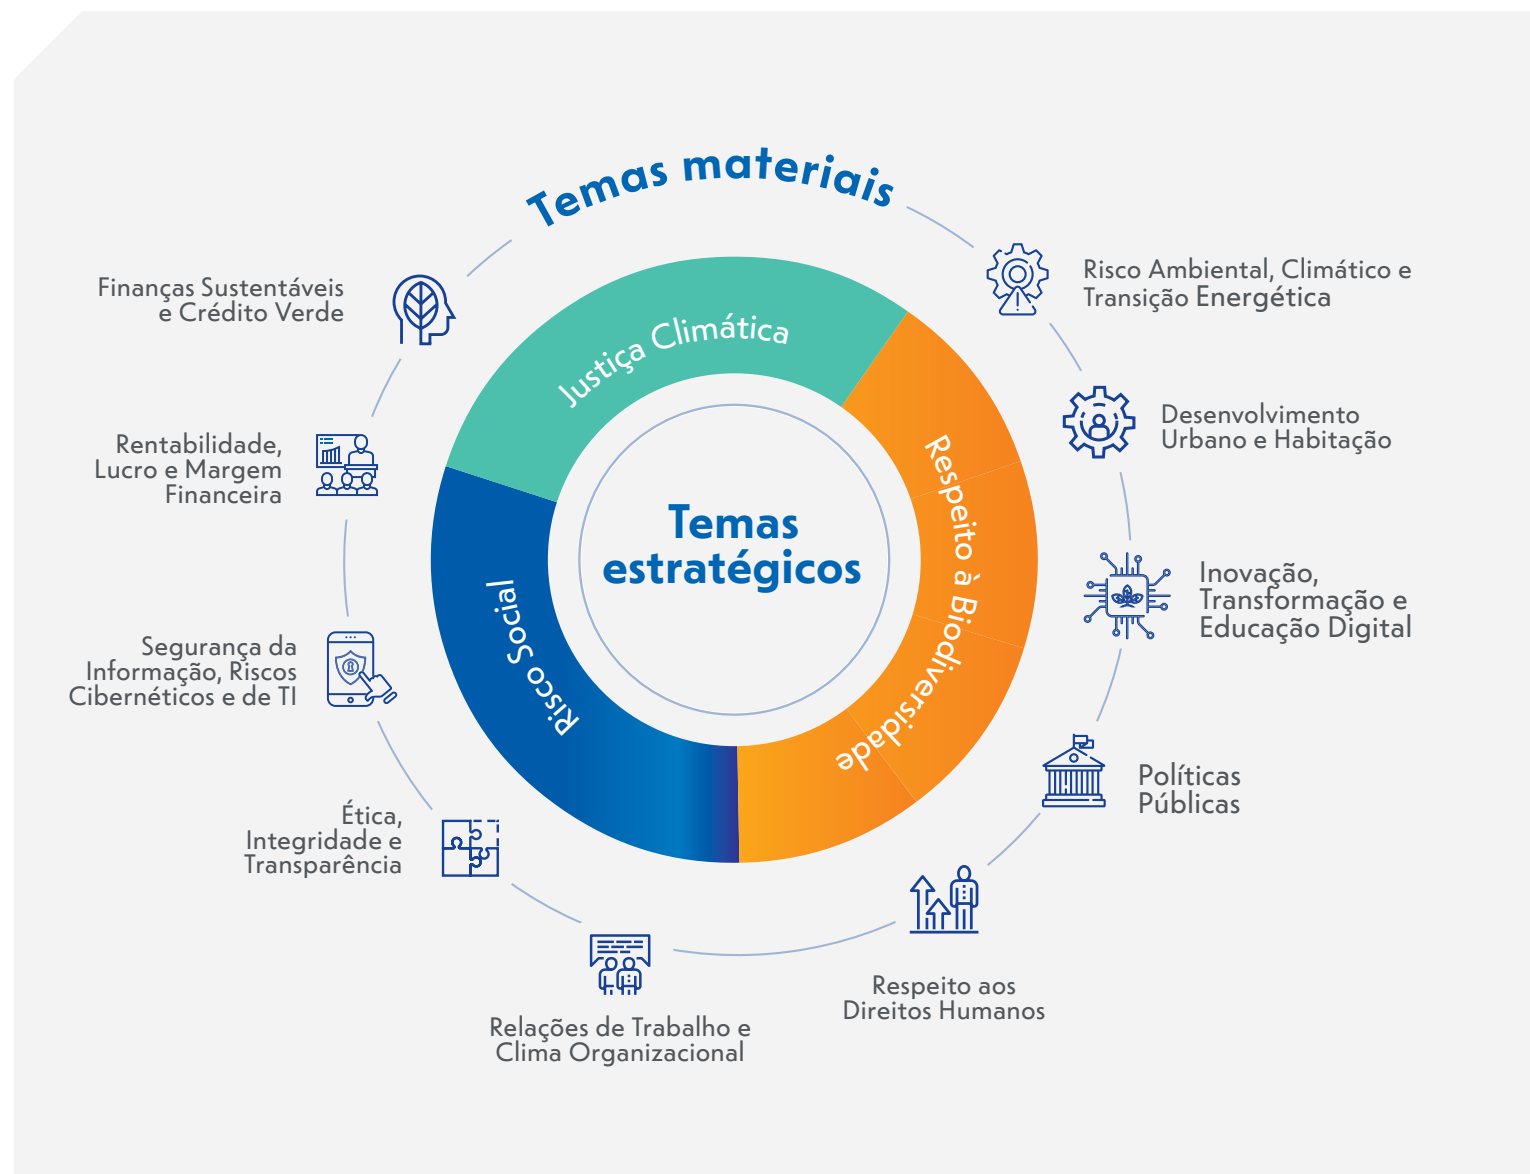 Temas materiais
Finanças Sustentáveis
e Crédito Verde
Rentabilidade,
Lucro e Margem
Financeira
Segurança da
Informação, Riscos
Cibernéticos e de TI
Ética,
Integridade e
Transparência
Relações de Trabalho e
Clima Organizacional
Respeito aos
Direitos Humanos
Políticas
Públicas
Inovação,
Transformação e
Educação Digital
Desenvolvimento
Urbano e Habitação
Risco Ambiental, Climático e
Transição Energética
Justiça Climática
Respeito à Biodiversidade
Risco Social
Temas
estratégicos